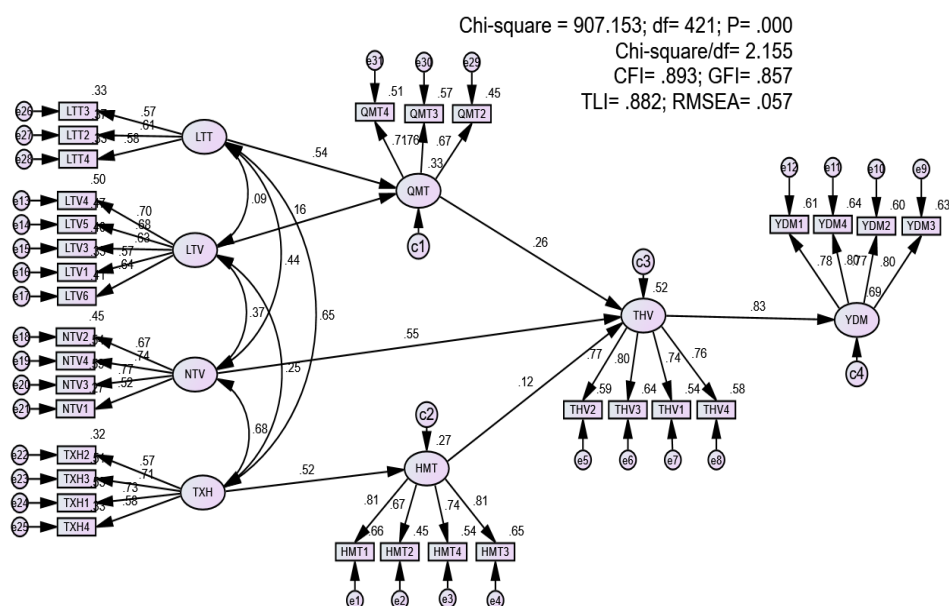 Chi-square = 907.153; df= 421; P= .000
Chi-square/df= 2.155
CFI= .893; GFI= .857
TLI= .882; RMSEA= .057
e31 e30 e29
.51 .57 .45
QMT4 QMT3 QMT2
.71 76 .67
.33
QMT
c1
.33
e26 LTT3 .57
e27 LTT2 .61
e28 LTT4 .58
LTT
.54
.50
e13 LTV4 .70
e14 LTV5 .68
e15 LTV3 .63
e16 LTV1 .57
e17 LTV6 .64
LTV
16
.09
.44
.65
.37
.25
.68
.45
e18 NTV2 .67
e19 NTV4 .74
e20 NTV3 .77
e21 NTV1 .52
NTV
.55
.32
e22 TXH2 .57
e23 TXH3 .71
e24 TXH1 .73
e25 TXH4 .58
TXH
.52
c2
.27
HMT
.12
.81 .67 .74 .81
.66 .45 .54 .65
HMT1 HMT2 HMT4 HMT3
e1 e2 e3 e4
.26
c3
.52
THV
.83
.77 .80 .74 .76
.59 .64 .54 .58
THV2 THV3 THV1 THV4
e5 e6 e7 e8
e12 e11 e10 e9
.61 .64 .60 .63
YDM1 YDM4 YDM2 YDM3
.78 .80 77 .80
.69
YDM
c4